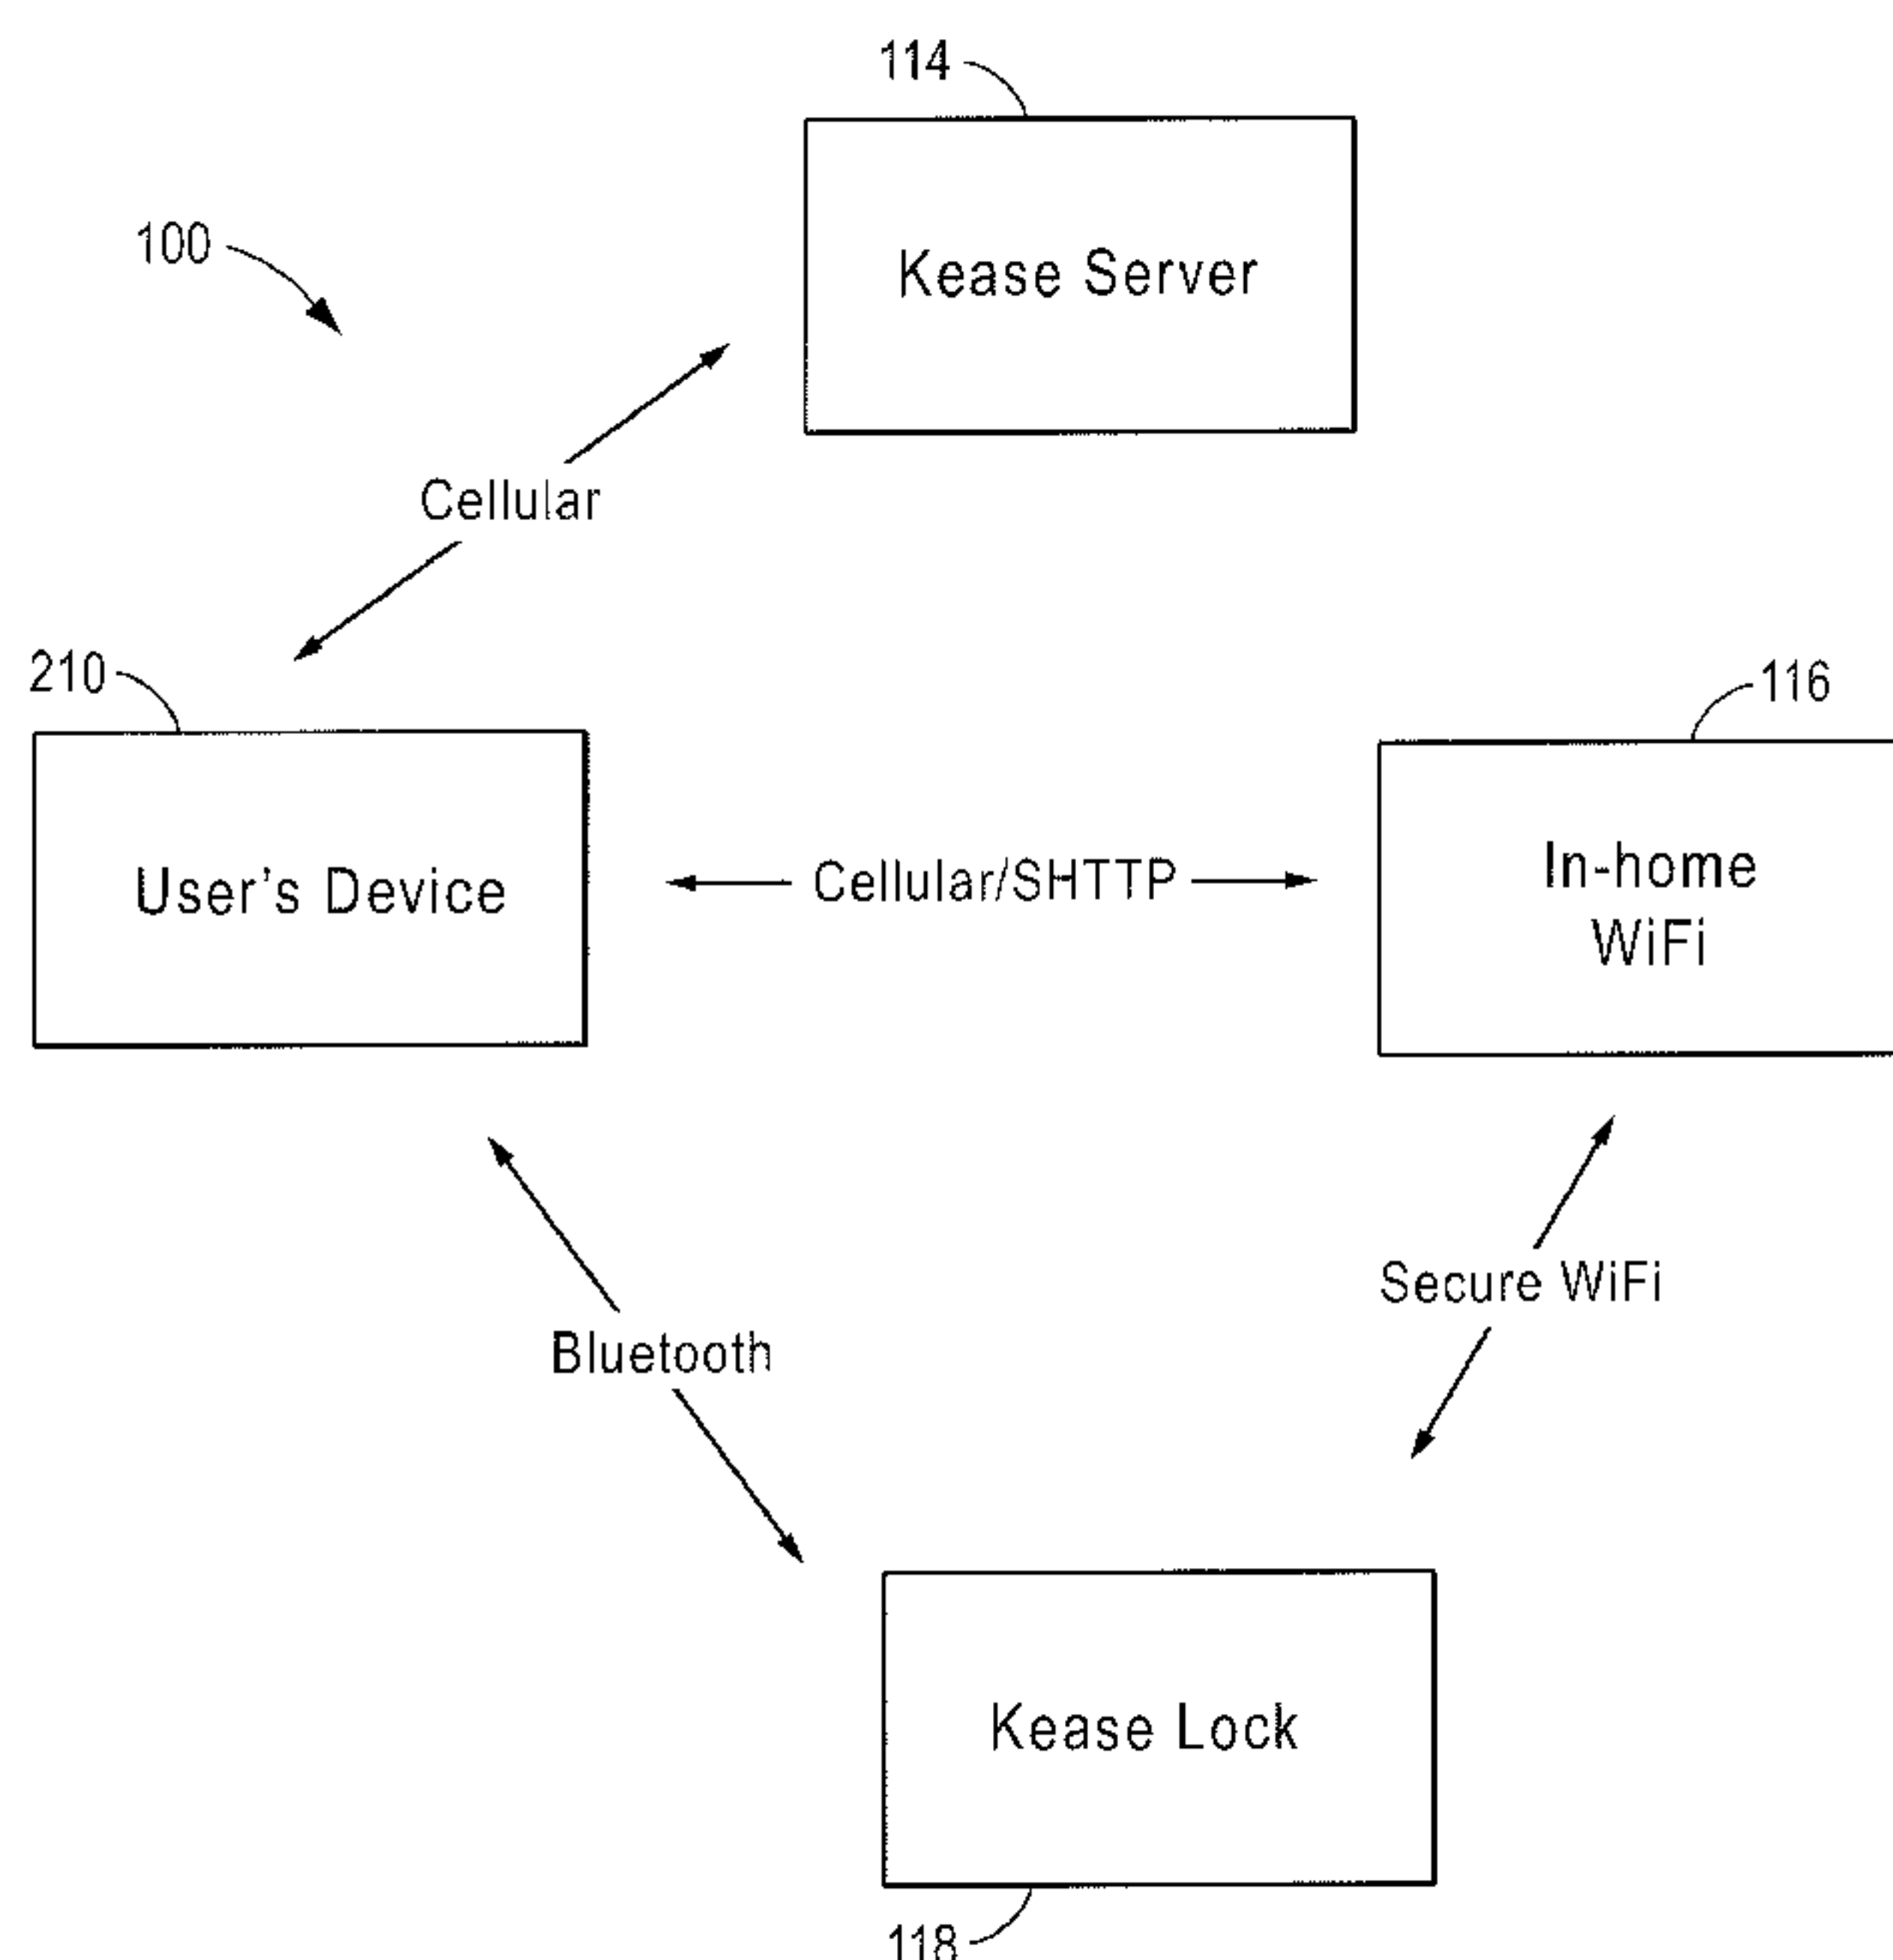 114
100
Kease Server
Cellular
210
116
User's Device
Cellular/SHTTP
In-home
WiFi
Secure WiFi
Bluetooth
Kease Lock
118